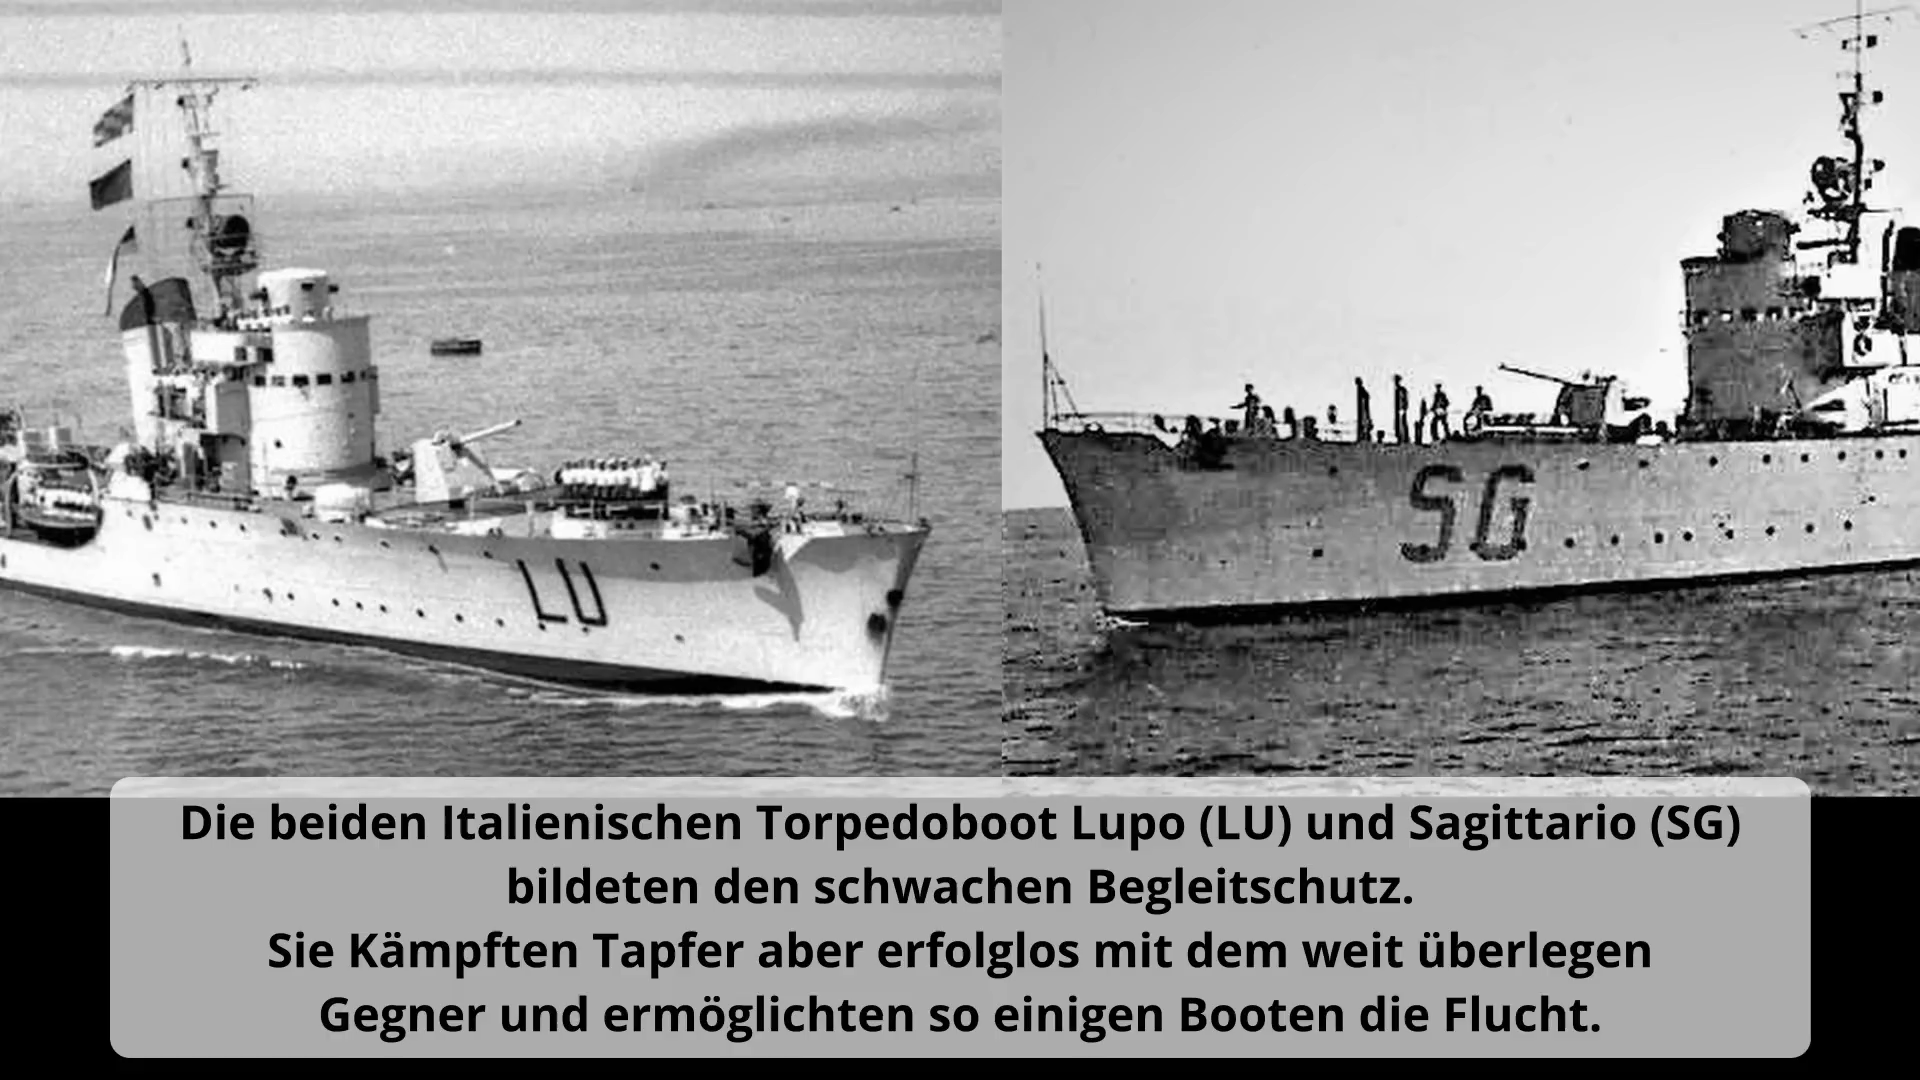 LU
SG
Die beiden Italienischen Torpedoboot Lupo (LU) und Sagittario (SG)
bildeten den schwachen Begleitschutz.
Sie Kämpften Tapfer aber erfolglos mit dem weit überlegen
Gegner und ermöglichten so einigen Booten die Flucht.